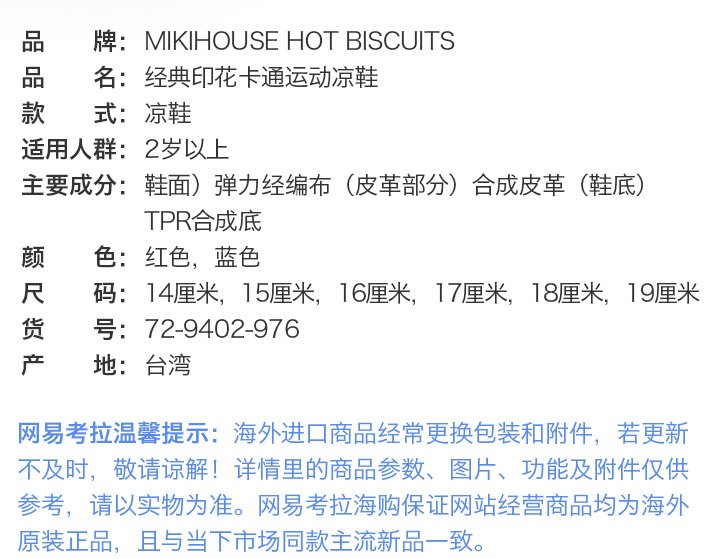 品　　牌：MIKIHOUSE HOT BISCUITS
品　　名：经典印花卡通运动凉鞋
款　　式：凉鞋
适用人群：2岁以上
主要成分：鞋面）弹力经编布（皮革部分）合成皮革（鞋底）
TPR合成底
颜　　色：红色，蓝色
尺　　码：14厘米，15厘米，16厘米，17厘米，18厘米，19厘米
货　　号：72-9402-976
产　　地：台湾
网易考拉温馨提示：海外进口商品经常更换包装和附件，若更新
不及时，敬请谅解！详情里的商品参数、图片、功能及附件仅供
参考，请以实物为准。网易考拉海购保证网站经营商品均为海外
原装正品，且与当下市场同款主流新品一致。